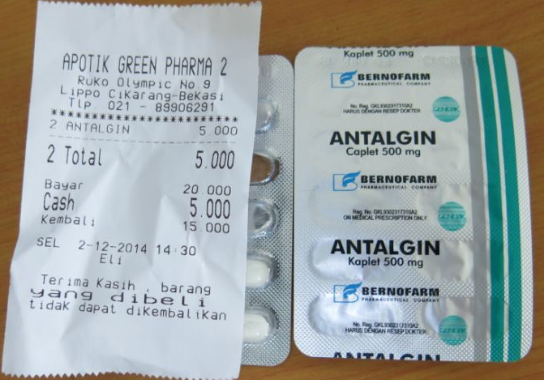 APOTIK GREEN PHARMA 2
Ruko Olympic No.9
Lippo Cikarang-Bekasi
Tlp 021 - 89906291
2 ANTALGIN 5.000
2 Total 5.000
Bayar 20.000
Cash 5.000
Kembali 15.000
SEL 2-12-2014 14:30
Eli
Terima Kasih, barang
yang dibeli
tidak dapat dikembalikan
Kaplet 500 mg
BERNOFARM
PHARMACEUTICAL COMPANY
HARUS DENGAN RESEP DOKTER
ANTALGIN
Caplet 500 mg
BERNOFARM
PHARMACEUTICAL COMPANY
ON MEDICAL PRESCRIPTION ONLY
ANTALGIN
Kaplet 500 mg
BERNOFARM
PHARMACEUTICAL COMPANY
HARUS DENGAN RESEP DOKTER
ANTALGIN